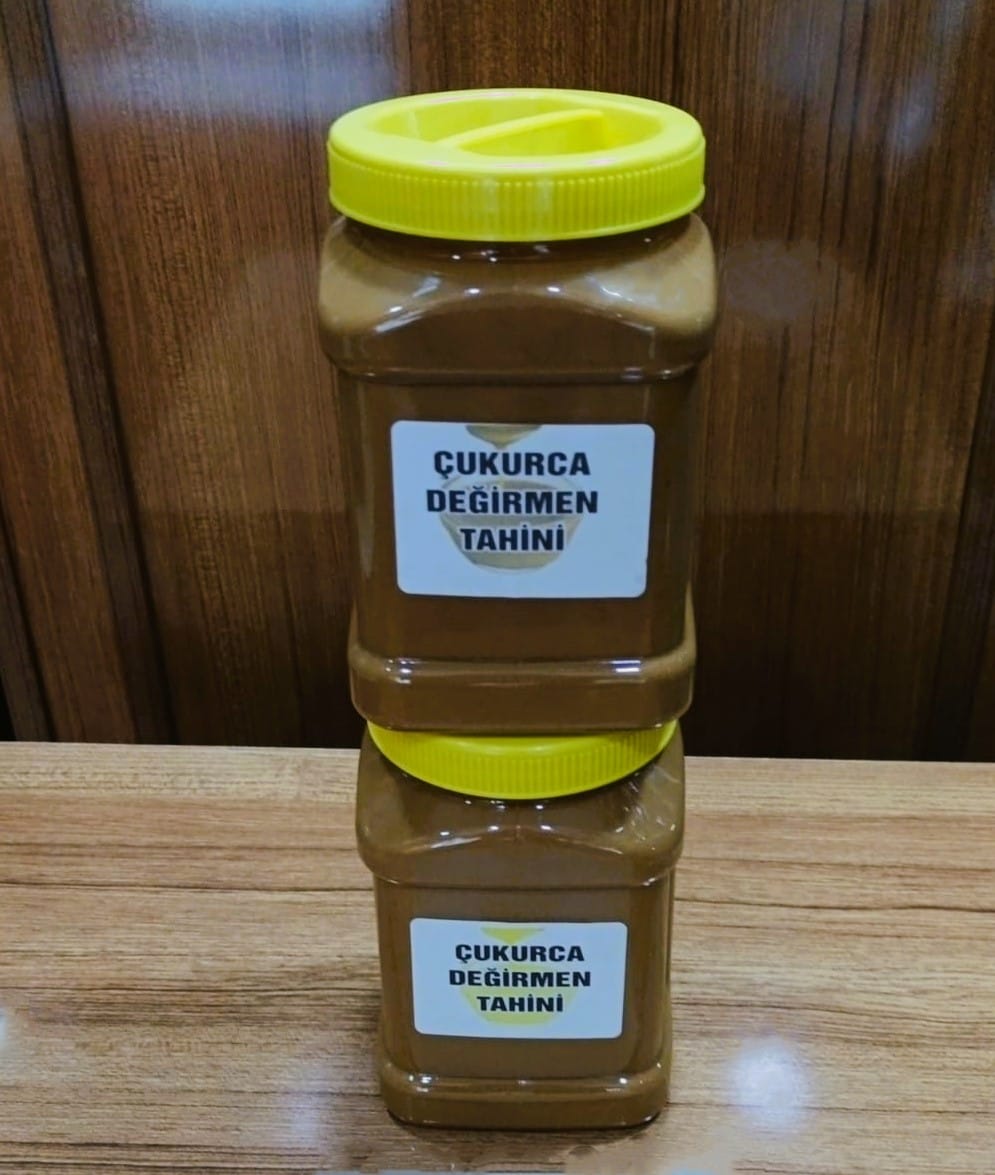 ÇUKURCA
DEĞİRMEN
TAHİNİ
ÇUKURCA
DEĞİRMEN
TAHİNİ